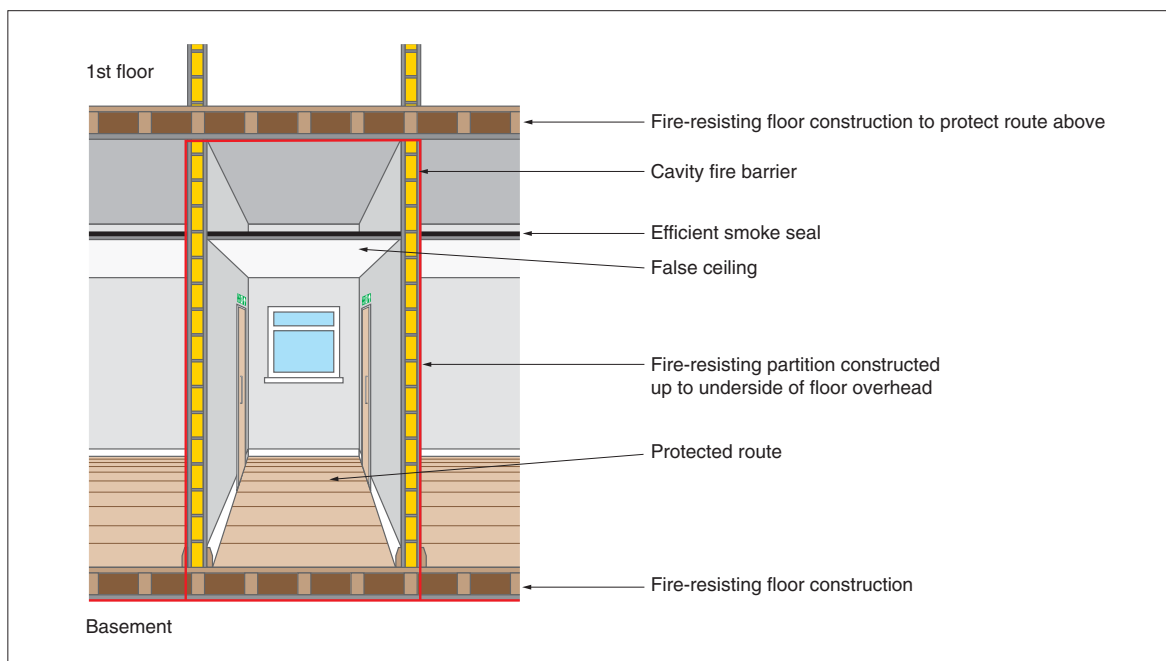 1st floor
Fire-resisting floor construction to protect route above
Cavity fire barrier
Efficient smoke seal
False ceiling
Fire-resisting partition constructed
up to underside of floor overhead
Protected route
Fire-resisting floor construction
Basement